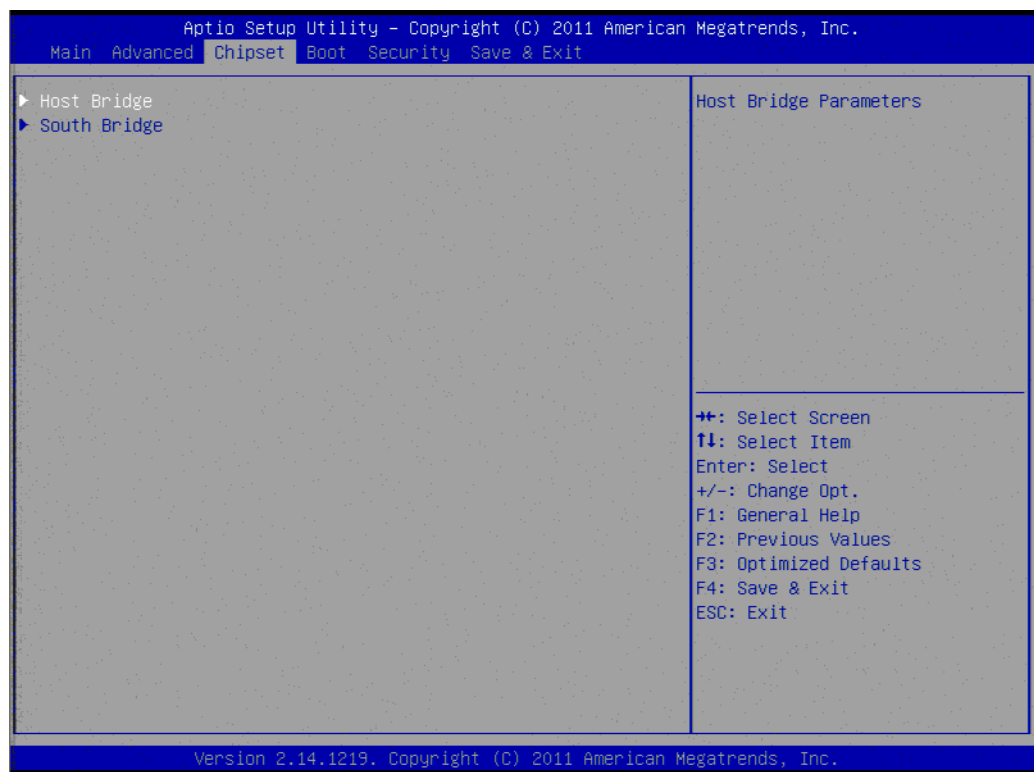 Aptio Setup Utility – Copyright (C) 2011 American Megatrends, Inc.
Main Advanced Chipset Boot Security Save & Exit
▶ Host Bridge
▶ South Bridge
Host Bridge Parameters
→←: Select Screen
↑↓: Select Item
Enter: Select
+/-: Change Opt.
F1: General Help
F2: Previous Values
F3: Optimized Defaults
F4: Save & Exit
ESC: Exit
Version 2.14.1219. Copyright (C) 2011 American Megatrends, Inc.